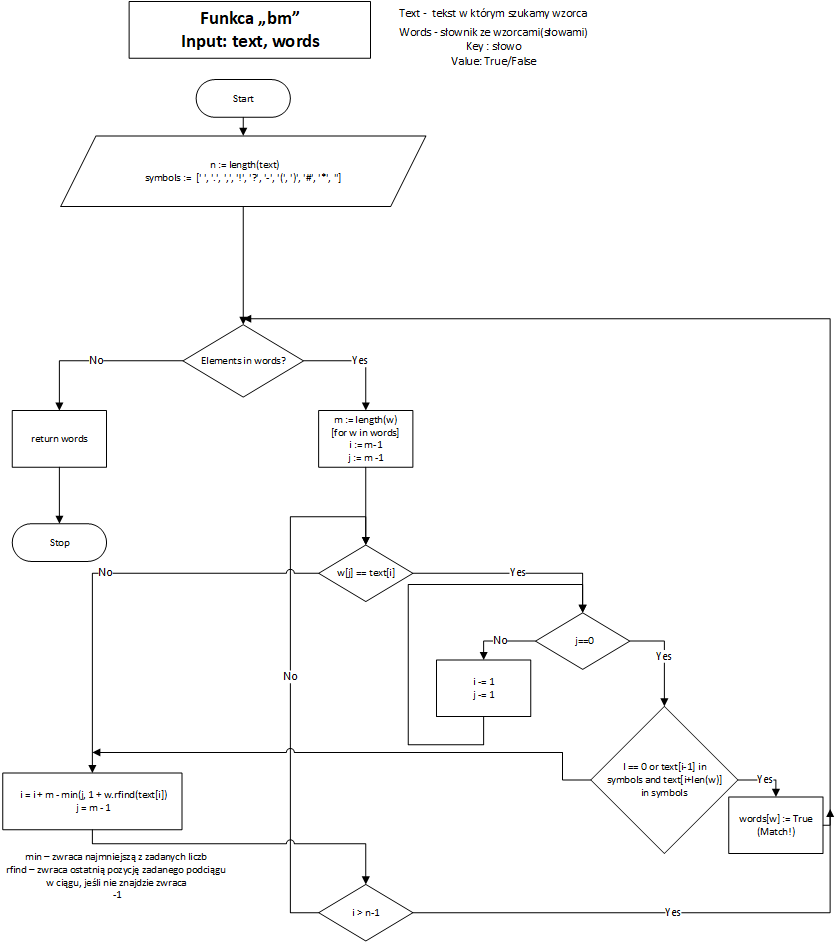 Funkca „bm”
Input: text, words
Text - tekst w którym szukamy wzorca
Words - słownik ze wzorcami(słowami)
Key : słowo
Value: True/False
Start
n := length(text)
symbols := [' ', '.', ',', '!', '?', '-', '(', ')', '#', '*', '']
Elements in words?
No
Yes
return words
m := length(w)
[for w in words]
i := m-1
j := m -1
Stop
w[j] == text[i]
No
Yes
j==0
No
Yes
i -= 1
j -= 1
No
I == 0 or text[i-1] in
symbols and text[i+len(w)]
in symbols
Yes
words[w] := True
(Match!)
i = i + m - min(j, 1 + w.rfind(text[i])
j = m - 1
min – zwraca najmniejszą z zadanych liczb
rfind – zwraca ostatnią pozycję zadanego podciągu
w ciągu, jeśli nie znajdzie zwraca
-1
i > n-1
Yes